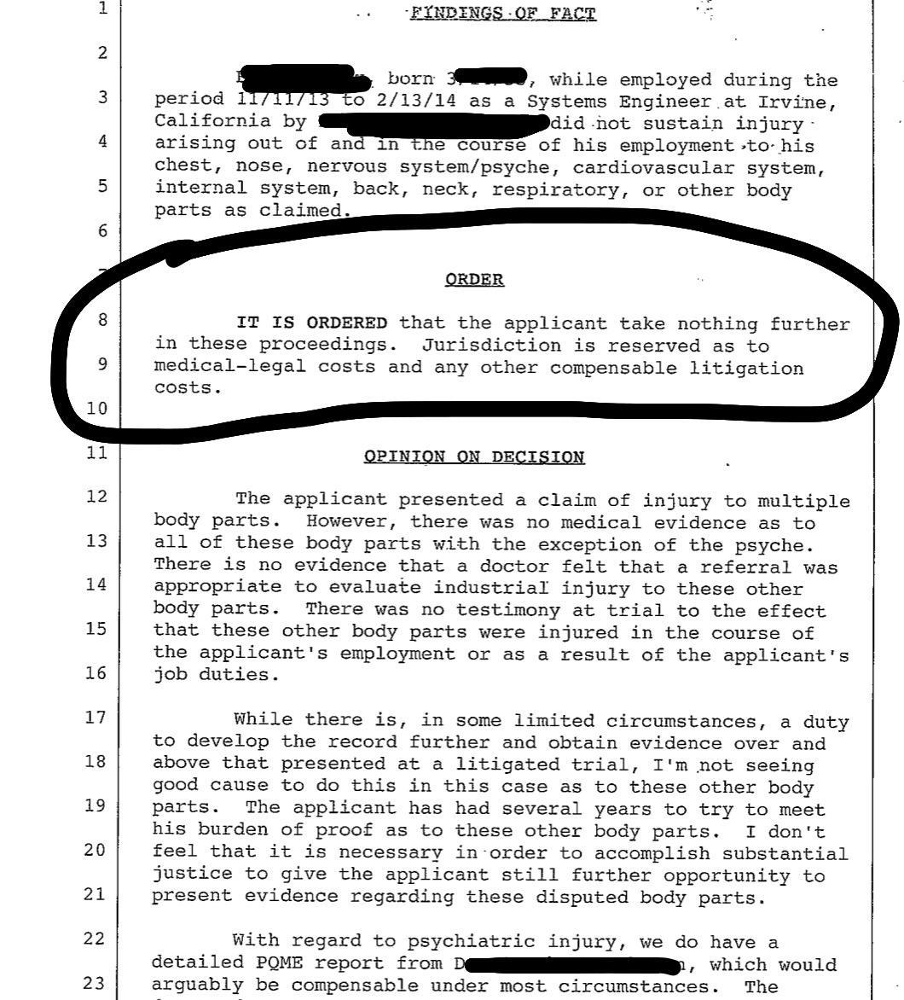 1
FINDINGS OF FACT
2
born 3, while employed during the
3
period 11/11/13 to 2/13/14 as a Systems Engineer at Irvine,
California by did not sustain injury
4
arising out of and in the course of his employment to his
chest, nose, nervous system/psyche, cardiovascular system,
5
internal system, back, neck, respiratory, or other body
parts as claimed.
6
ORDER
8
IT IS ORDERED that the applicant take nothing further
in these proceedings. Jurisdiction is reserved as to
9
medical-legal costs and any other compensable litigation
costs.
10
11
OPINION ON DECISION
12
The applicant presented a claim of injury to multiple
body parts. However, there was no medical evidence as to
13
all of these body parts with the exception of the psyche.
There is no evidence that a doctor felt that a referral was
14
appropriate to evaluate industrial injury to these other
body parts. There was no testimony at trial to the effect
15
that these other body parts were injured in the course of
the applicant's employment or as a result of the applicant's
16
job duties.
17
While there is, in some limited circumstances, a duty
to develop the record further and obtain evidence over and
18
above that presented at a litigated trial, I'm not seeing
good cause to do this in this case as to these other body
19
parts. The applicant has had several years to try to meet
his burden of proof as to these other body parts. I don't
20
feel that it is necessary in order to accomplish substantial
justice to give the applicant still further opportunity to
21
present evidence regarding these disputed body parts.
22
With regard to psychiatric injury, we do have a
detailed PQME report from D, which would
23
arguably be compensable under most circumstances. The